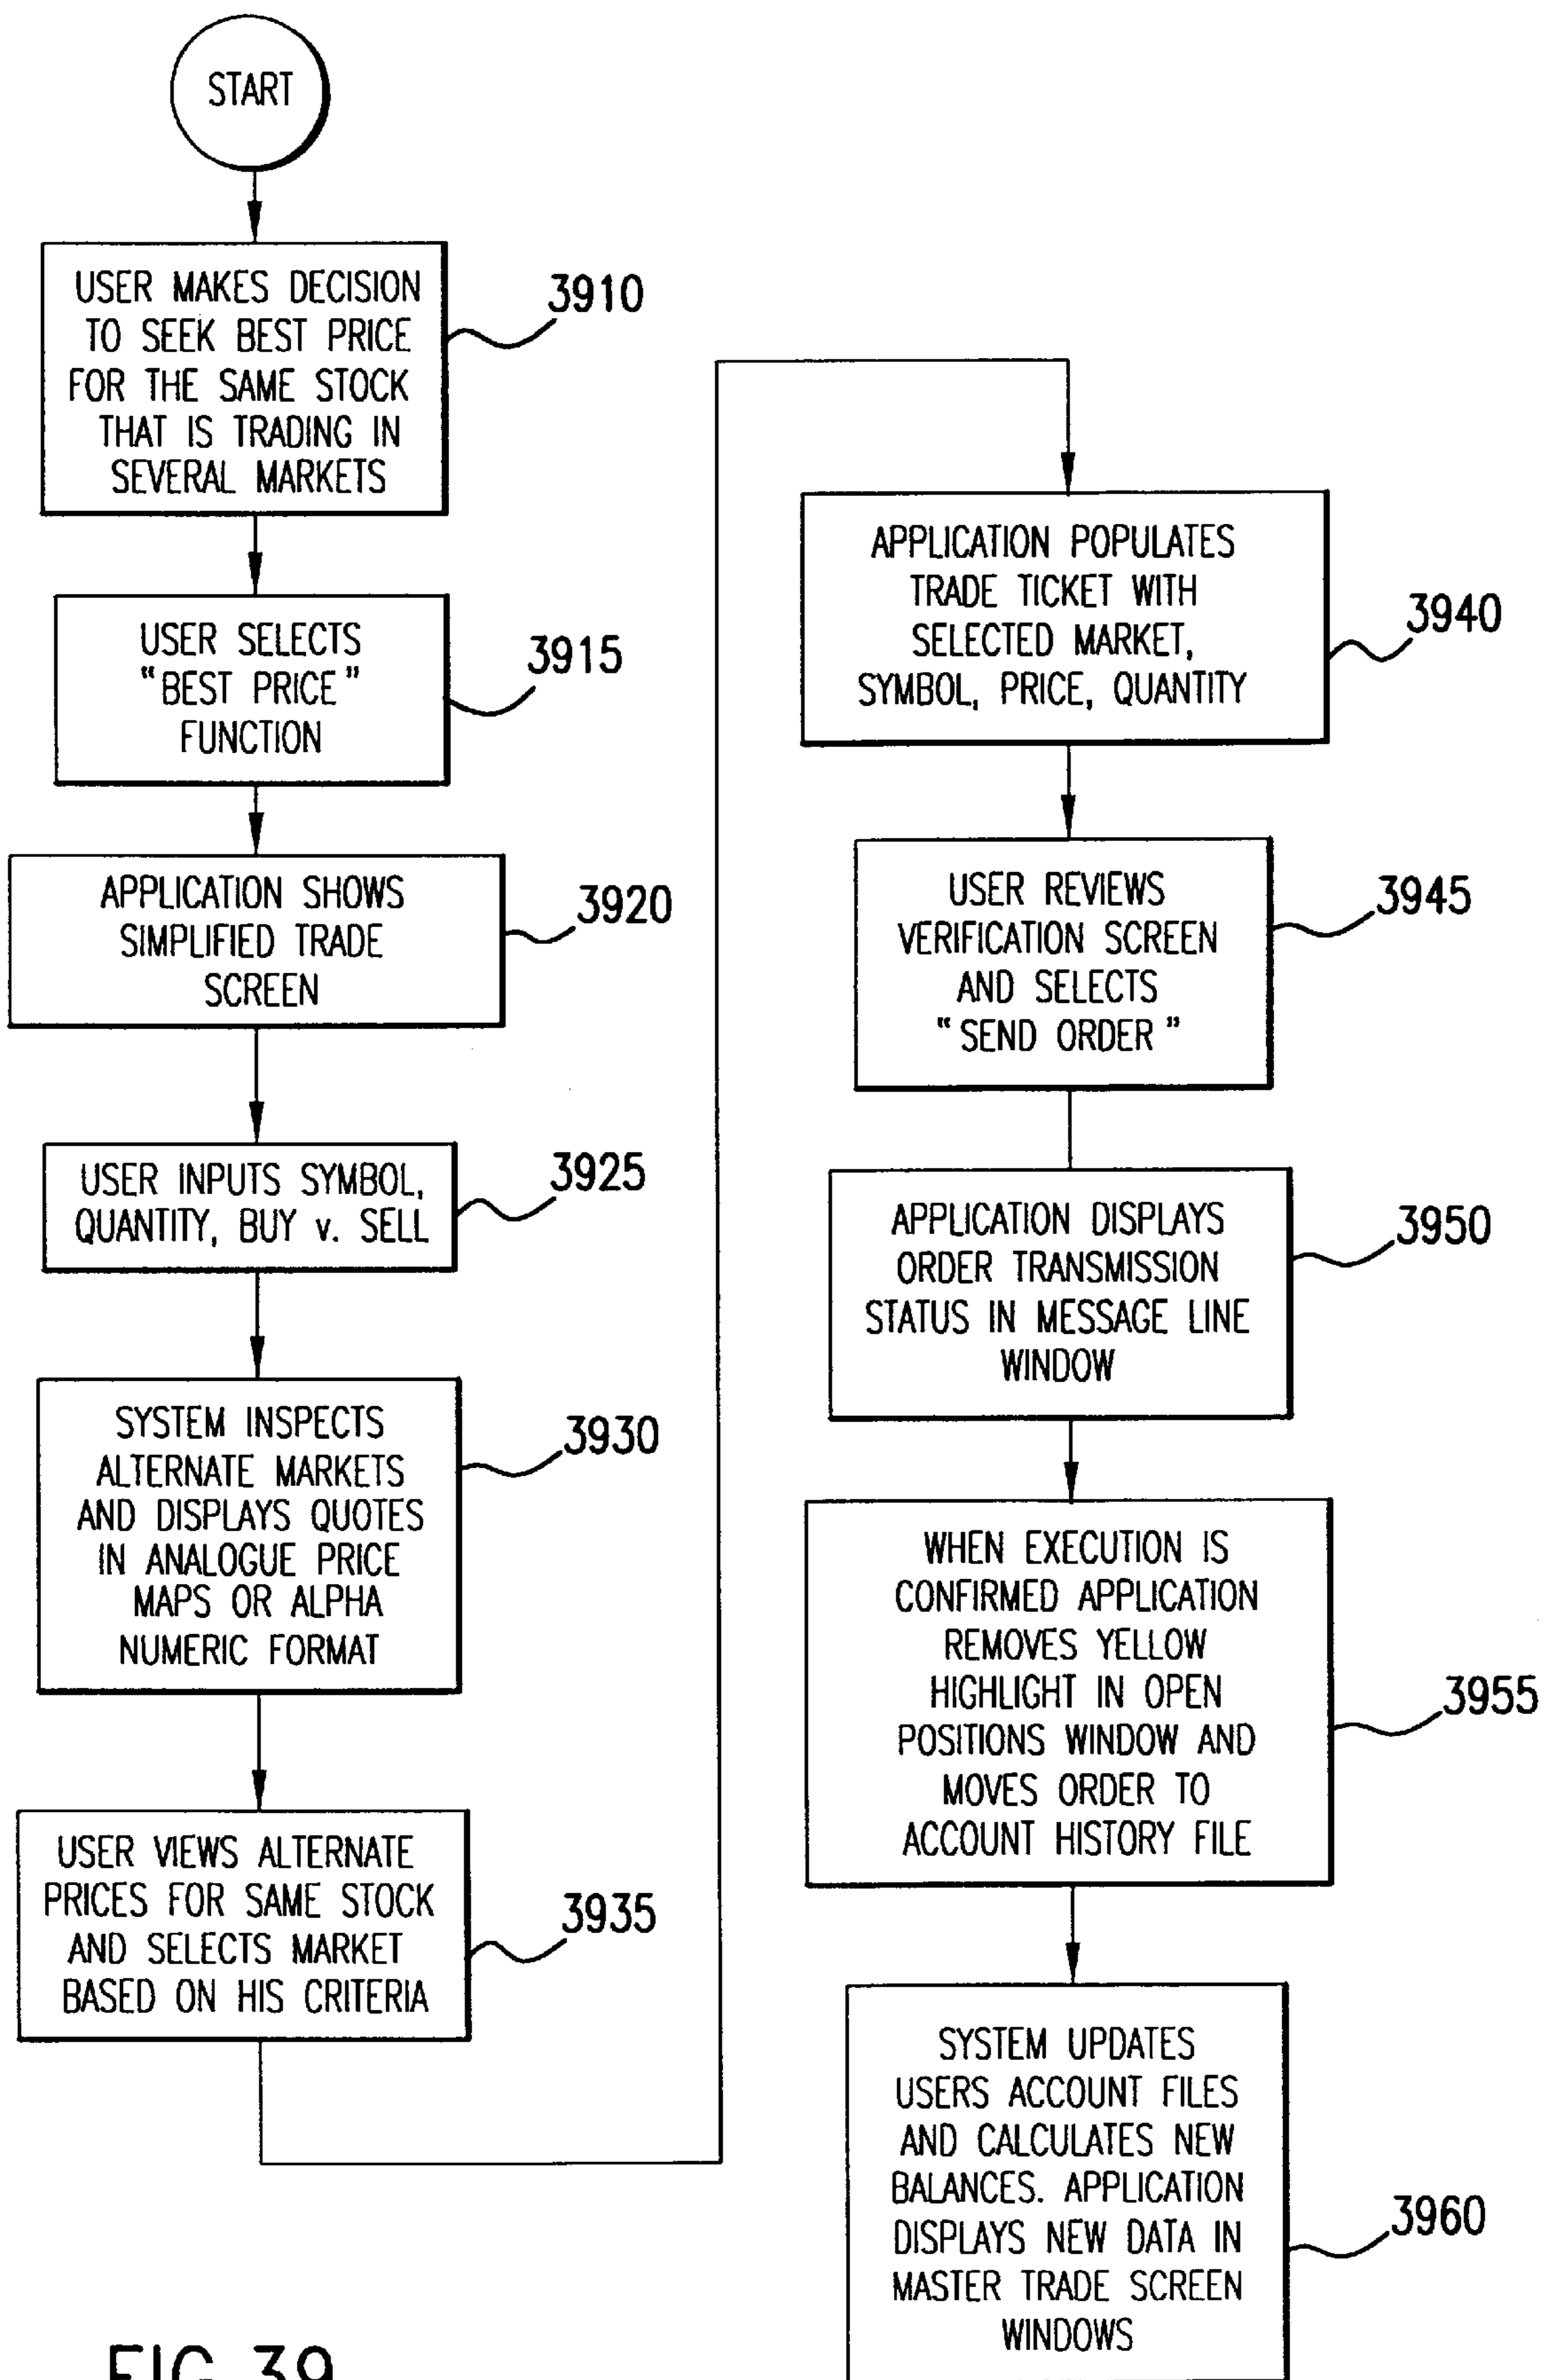 START
USER MAKES DECISION
TO SEEK BEST PRICE
FOR THE SAME STOCK
THAT IS TRADING IN
SEVERAL MARKETS
3910
USER SELECTS
“BEST PRICE”
FUNCTION
3915
APPLICATION SHOWS
SIMPLIFIED TRADE
SCREEN
3920
USER INPUTS SYMBOL,
QUANTITY, BUY v. SELL
3925
SYSTEM INSPECTS
ALTERNATE MARKETS
AND DISPLAYS QUOTES
IN ANALOGUE PRICE
MAPS OR ALPHA
NUMERIC FORMAT
3930
USER VIEWS ALTERNATE
PRICES FOR SAME STOCK
AND SELECTS MARKET
BASED ON HIS CRITERIA
3935
APPLICATION POPULATES
TRADE TICKET WITH
SELECTED MARKET,
SYMBOL, PRICE, QUANTITY
3940
USER REVIEWS
VERIFICATION SCREEN
AND SELECTS
“SEND ORDER”
3945
APPLICATION DISPLAYS
ORDER TRANSMISSION
STATUS IN MESSAGE LINE
WINDOW
3950
WHEN EXECUTION IS
CONFIRMED APPLICATION
REMOVES YELLOW
HIGHLIGHT IN OPEN
POSITIONS WINDOW AND
MOVES ORDER TO
ACCOUNT HISTORY FILE
3955
SYSTEM UPDATES
USERS ACCOUNT FILES
AND CALCULATES NEW
BALANCES. APPLICATION
DISPLAYS NEW DATA IN
MASTER TRADE SCREEN
WINDOWS
3960
FIG. 39